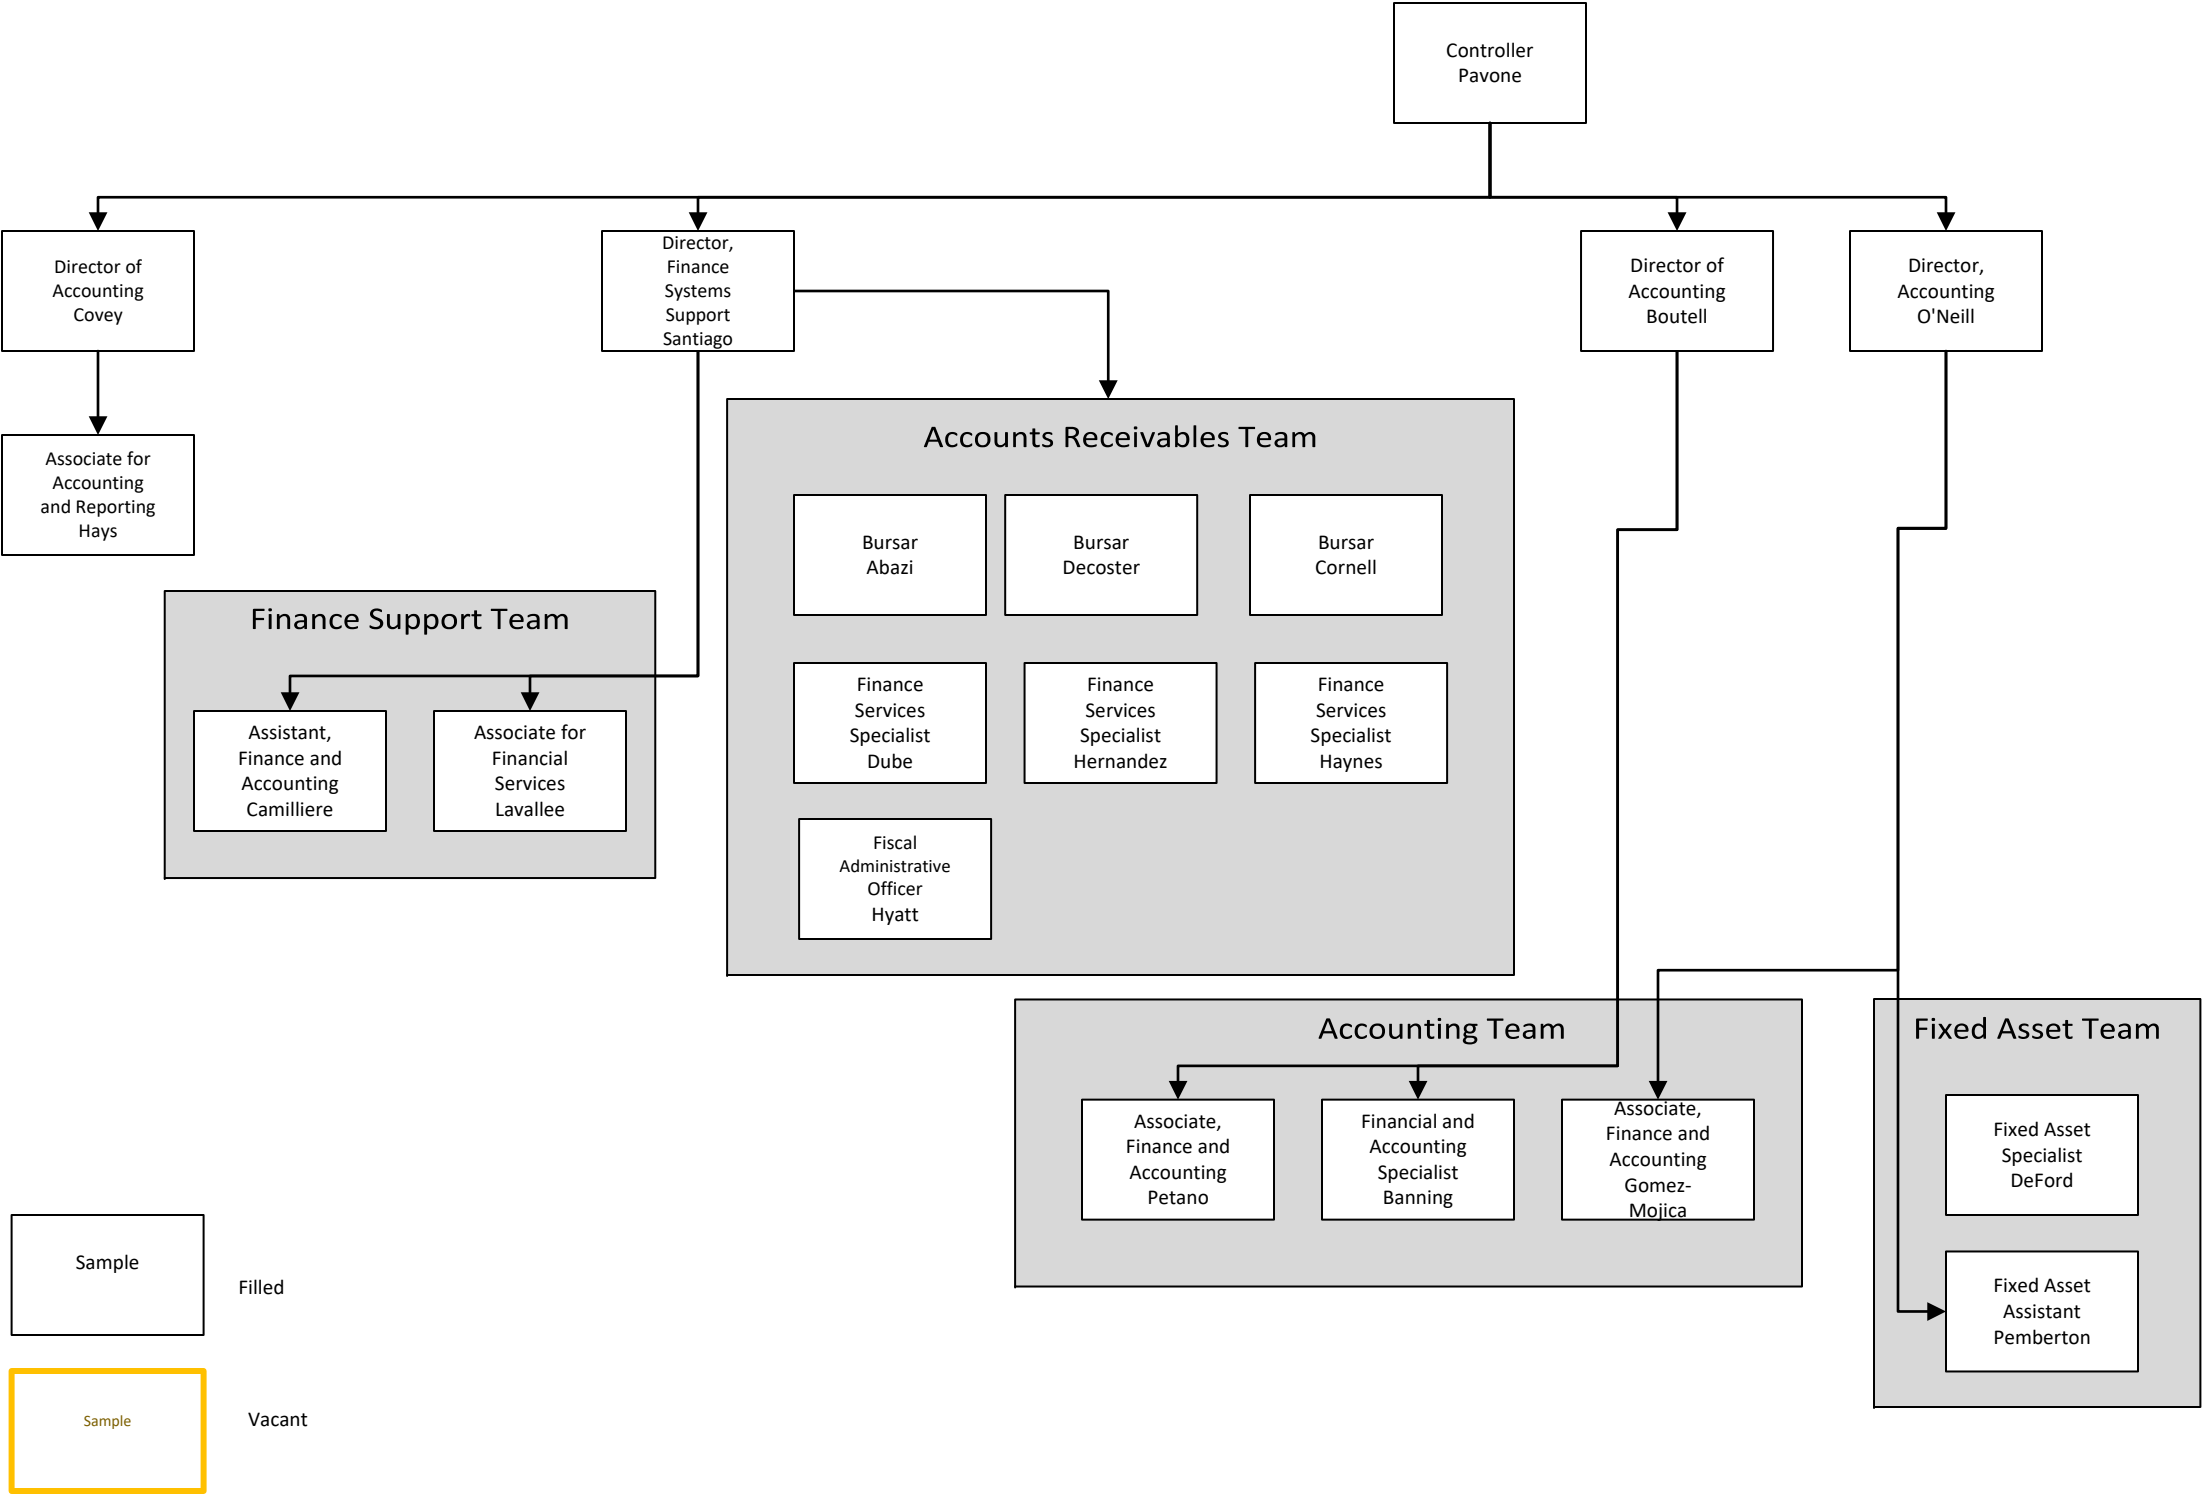 Controller
Pavone
Director of
Accounting
Covey
Director,
Finance
Systems
Support
Santiago
Director of
Accounting
Boutell
Director,
Accounting
O'Neill
Associate for
Accounting
and Reporting
Hays
Accounts Receivables Team
Bursar
Abazi
Bursar
Decoster
Bursar
Cornell
Finance
Services
Specialist
Dube
Finance
Services
Specialist
Hernandez
Finance
Services
Specialist
Haynes
Fiscal
Administrative
Officer
Hyatt
Finance Support Team
Assistant,
Finance and
Accounting
Camilliere
Associate for
Financial
Services
Lavallee
Accounting Team
Associate,
Finance and
Accounting
Petano
Financial and
Accounting
Specialist
Banning
Associate,
Finance and
Accounting
Gomez-
Mojica
Fixed Asset Team
Fixed Asset
Specialist
DeFord
Fixed Asset
Assistant
Pemberton
Sample
Filled
Sample
Vacant